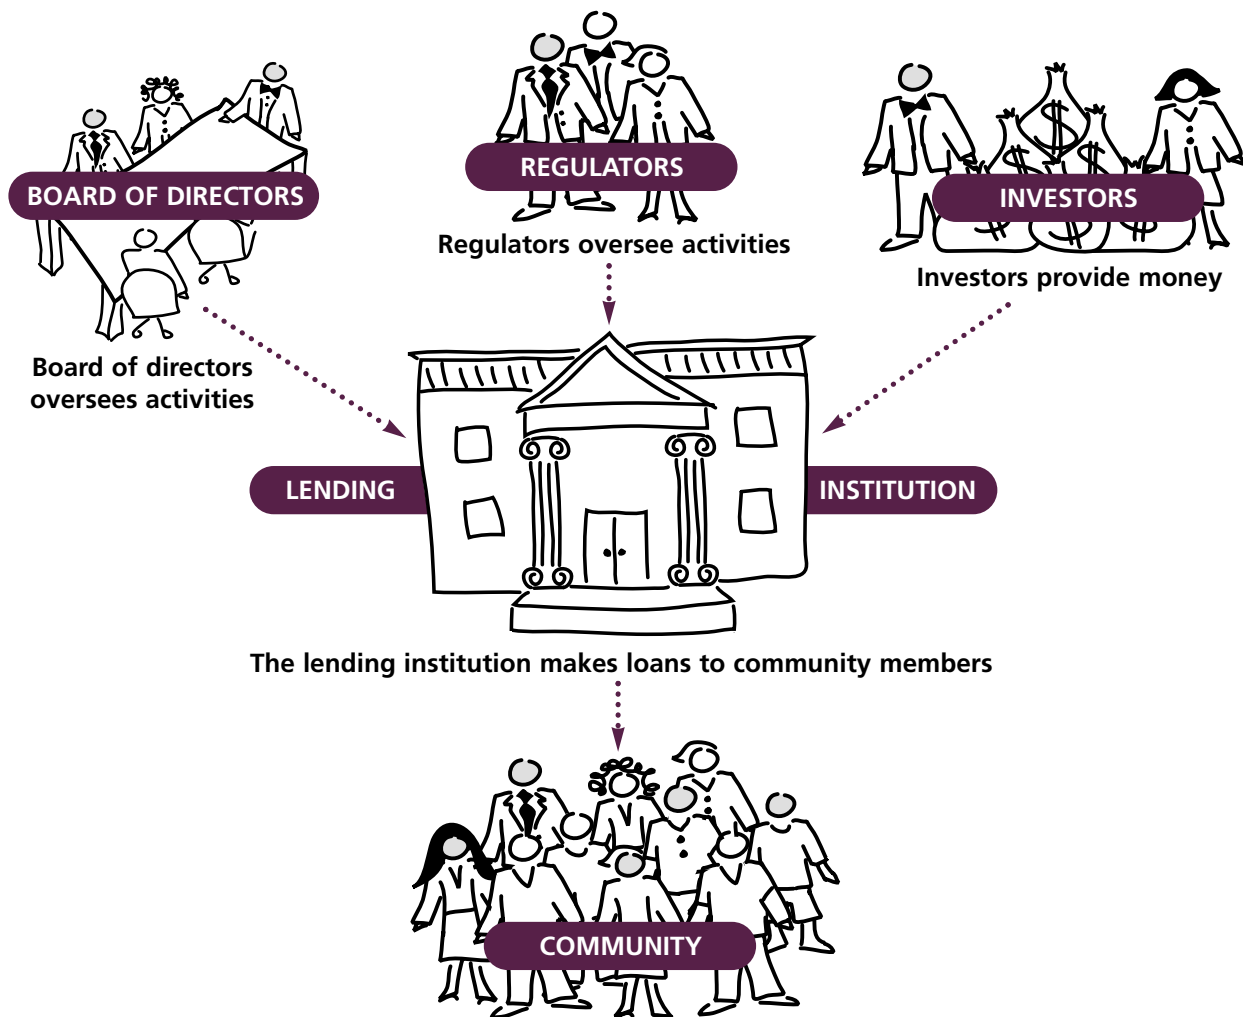 BOARD OF DIRECTORS
Board of directors
oversees activities
REGULATORS
Regulators oversee activities
INVESTORS
$
$
$
$
$
$
Investors provide money
LENDING INSTITUTION
The lending institution makes loans to community members
COMMUNITY